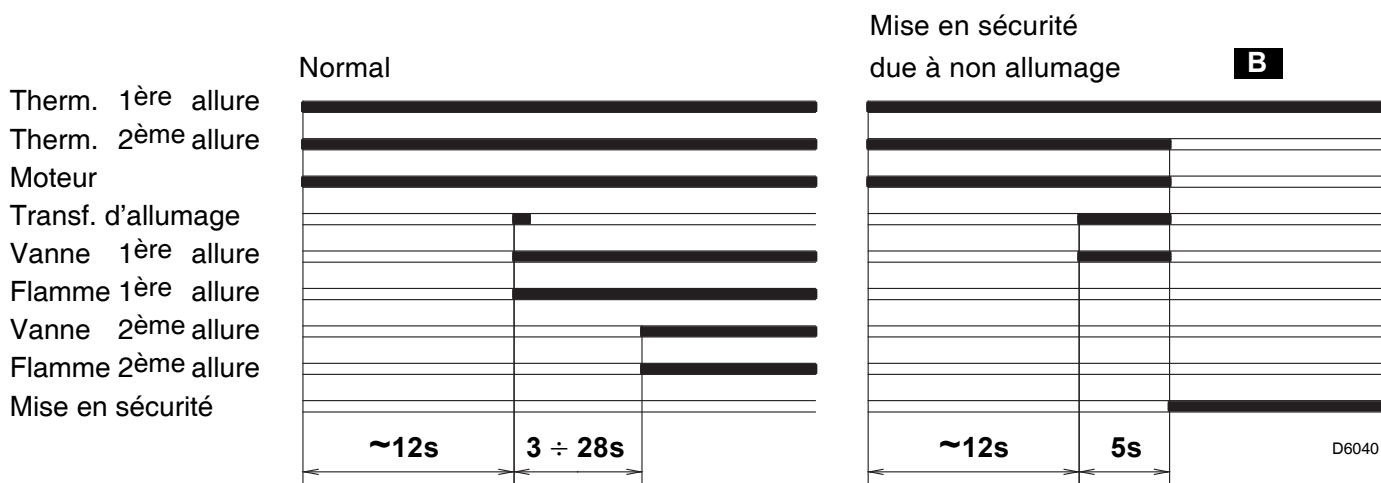 Mise en sécurité
Normal
due à non allumage B
Therm. 1ère allure
Therm. 2ème allure
Moteur
Transf. d'allumage
Vanne 1ère allure
Flamme 1ère allure
Vanne 2ème allure
Flamme 2ème allure
Mise en sécurité
~12s 3 ÷ 28s ~12s 5s D6040